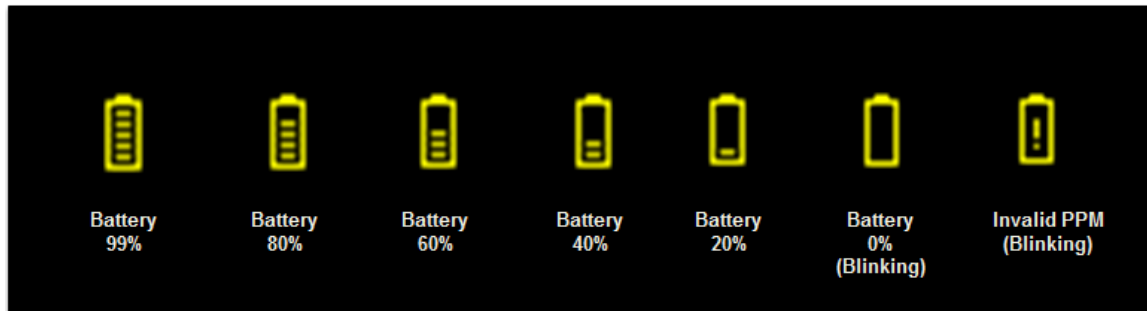 Battery
99%
Battery
80%
Battery
60%
Battery
40%
Battery
20%
Battery
0%
(Blinking)
Invalid PPM
(Blinking)